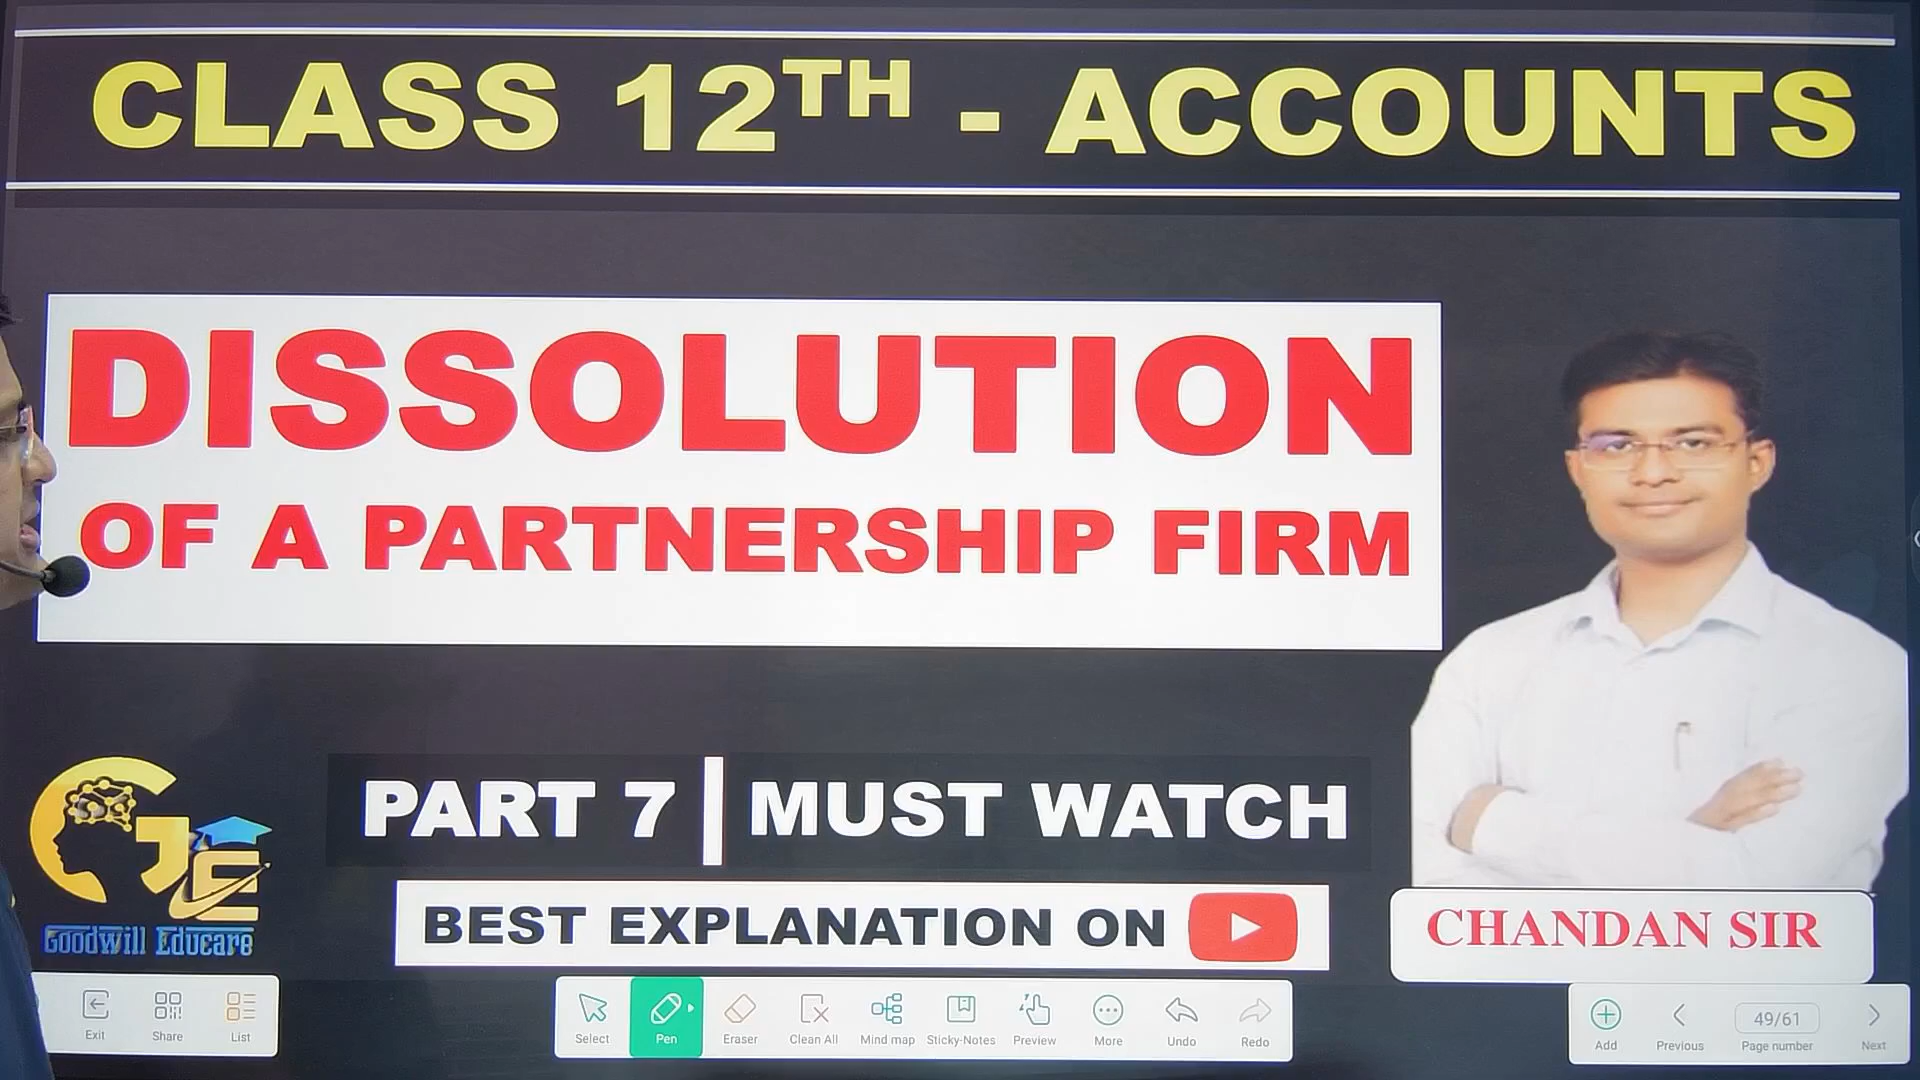 CLASS 12TH - ACCOUNTS
DISSOLUTION
OF A PARTNERSHIP FIRM
PART 7 | MUST WATCH
BEST EXPLANATION ON
CHANDAN SIR
GE
Goodwill Educare
Exit
Share
List
Select
Pen
Eraser
Clean All
Mind map
Sticky-Notes
Preview
More
Undo
Redo
Add
Previous
49/61
Page number
Next